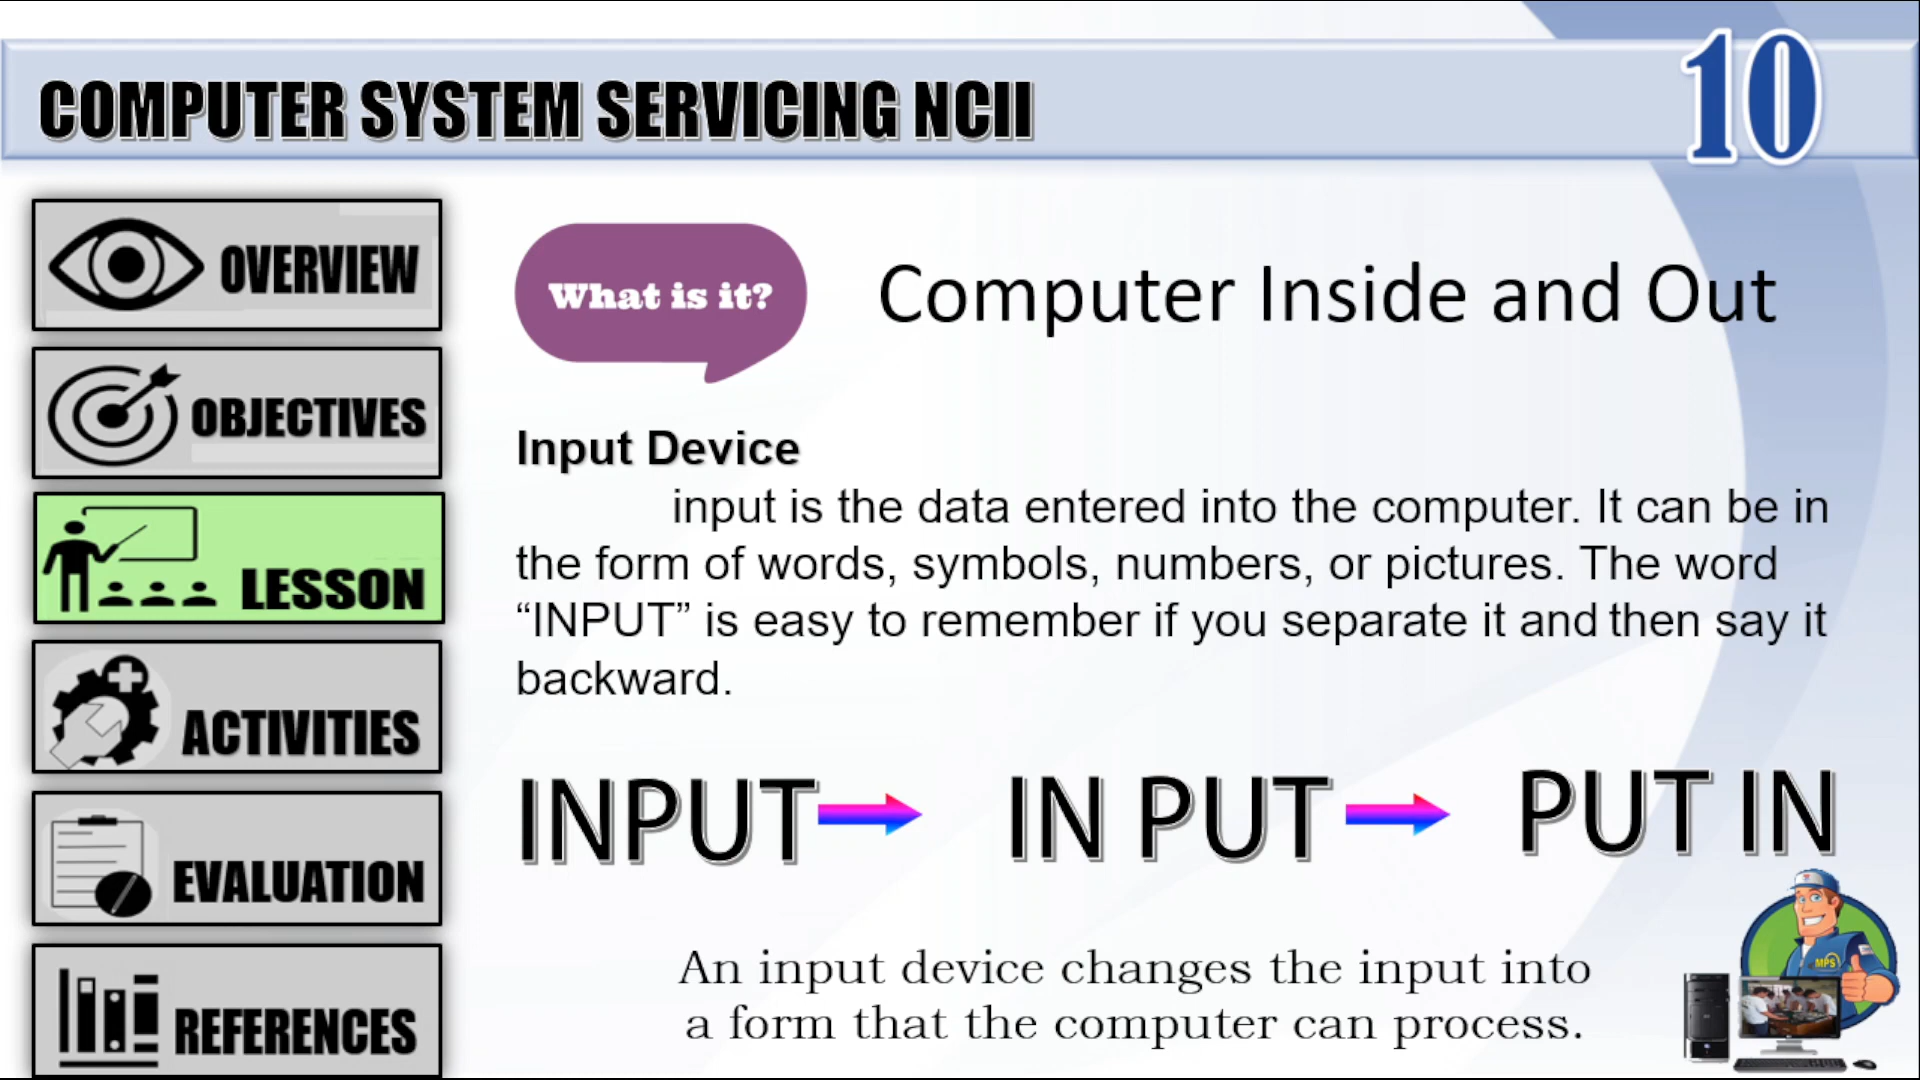 COMPUTER SYSTEM SERVICING NCII
10
OVERVIEW
OBJECTIVES
LESSON
ACTIVITIES
EVALUATION
REFERENCES
What is it?
Computer Inside and Out
Input Device
input is the data entered into the computer. It can be in
the form of words, symbols, numbers, or pictures. The word
“INPUT” is easy to remember if you separate it and then say it
backward.
INPUT IN PUT PUT IN
An input device changes the input into
a form that the computer can process.
MPS